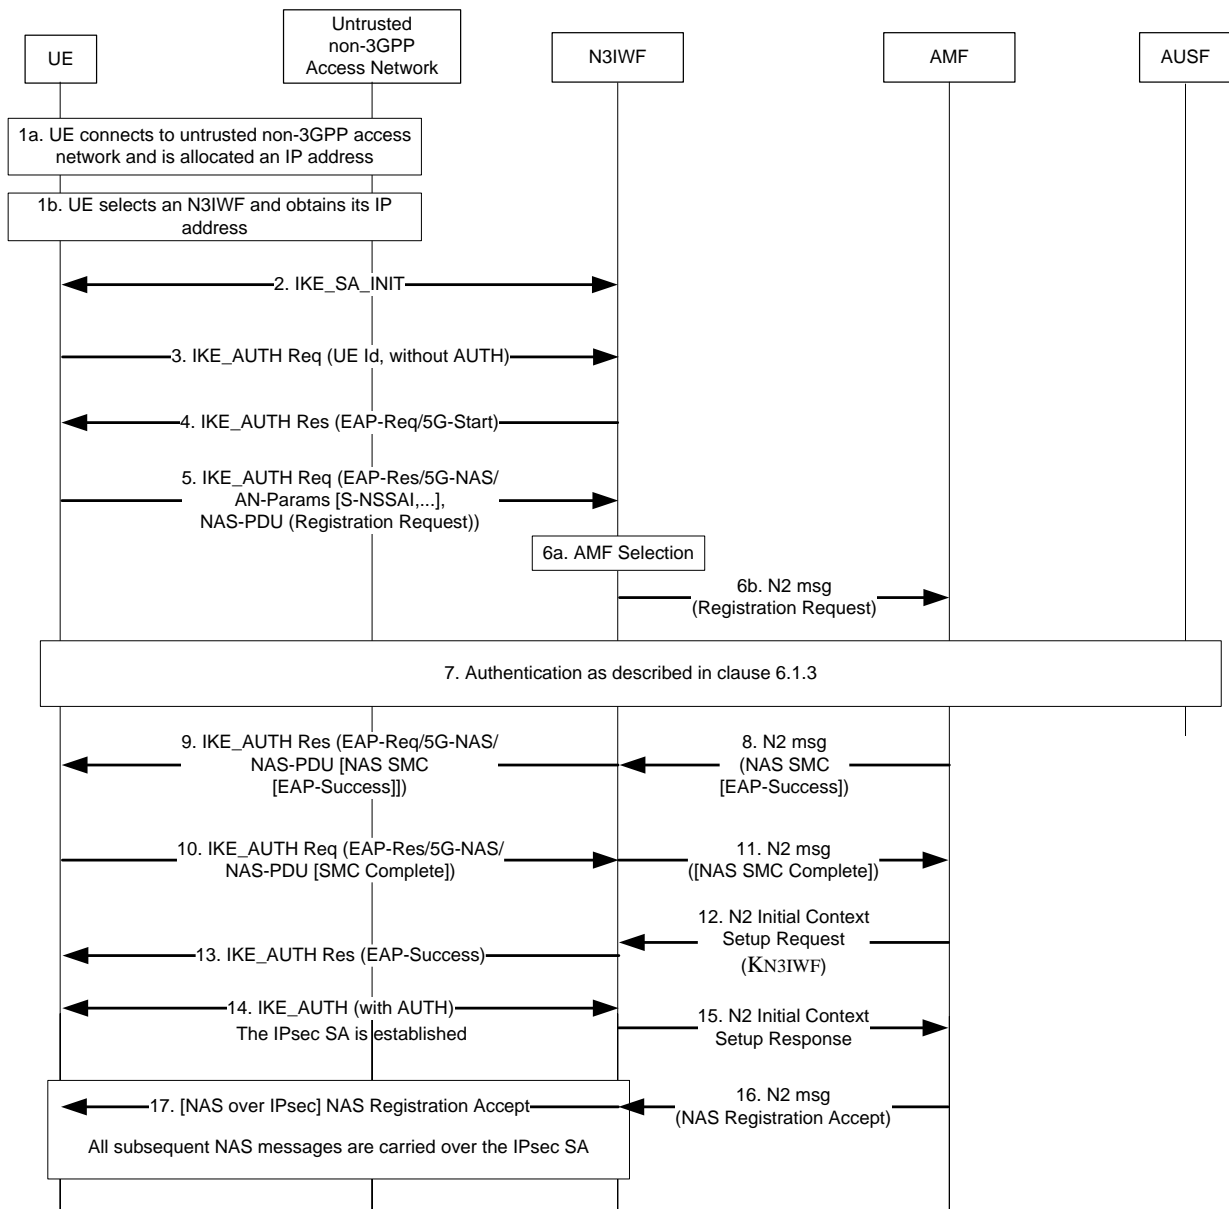 UE
Untrusted
non-3GPP
Access Network
N3IWF
AMF
AUSF
1a. UE connects to untrusted non-3GPP access
network and is allocated an IP address
1b. UE selects an N3IWF and obtains its IP
address
2. IKE_SA_INIT
3. IKE_AUTH Req (UE Id, without AUTH)
4. IKE_AUTH Res (EAP-Req/5G-Start)
5. IKE_AUTH Req (EAP-Res/5G-NAS/
AN-Params [S-NSSAI,...],
NAS-PDU (Registration Request))
6a. AMF Selection
6b. N2 msg
(Registration Request)
7. Authentication as described in clause 6.1.3
9. IKE_AUTH Res (EAP-Req/5G-NAS/
NAS-PDU [NAS SMC
[EAP-Success]])
8. N2 msg
(NAS SMC
[EAP-Success])
10. IKE_AUTH Req (EAP-Res/5G-NAS/
NAS-PDU [SMC Complete])
11. N2 msg
([NAS SMC Complete])
12. N2 Initial Context
Setup Request
(KN3IWF)
13. IKE_AUTH Res (EAP-Success)
14. IKE_AUTH (with AUTH)
The IPsec SA is established
15. N2 Initial Context
Setup Response
16. N2 msg
(NAS Registration Accept)
17. [NAS over IPsec] NAS Registration Accept
All subsequent NAS messages are carried over the IPsec SA